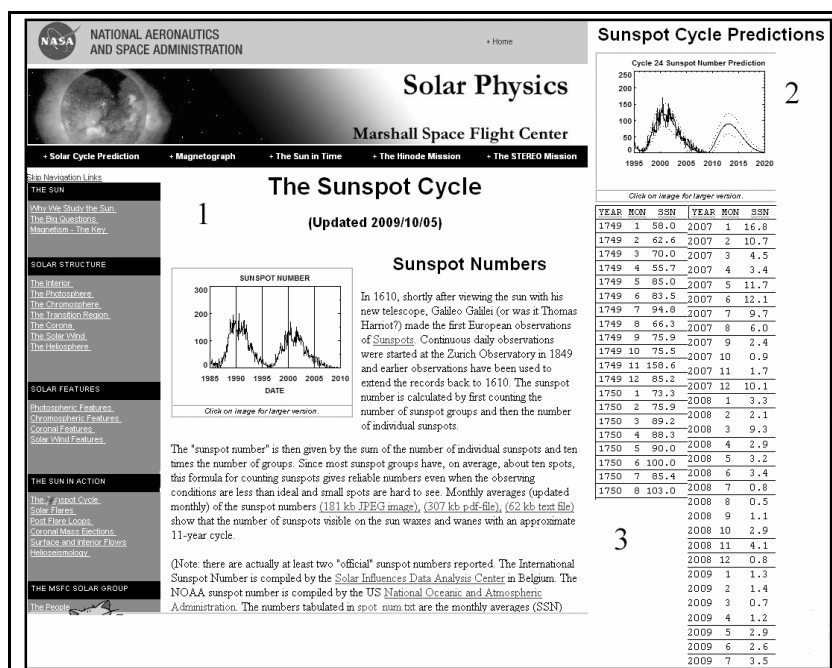 NASA
NATIONAL AERONAUTICS
AND SPACE ADMINISTRATION
+ Home
Solar Physics
Marshall Space Flight Center
+ Solar Cycle Prediction + Magnetograph + The Sun in Time + The Hinode Mission + The STEREO Mission
Skip Navigation Links
THE SUN
Why We Study the Sun
The Big Questions
Magnetism - The Key
SOLAR STRUCTURE
The Interior
The Photosphere
The Chromosphere
The Transition Region
The Corona
The Solar Wind
The Heliosphere
SOLAR FEATURES
Photospheric Features
Chromospheric Features
Coronal Features
Solar Wind Features
THE SUN IN ACTION
The nspot Cycle
Solar Flares
Post Flare Loops
Coronal Mass Ejections
Surface and Interior Flows
Helioseismology
THE MSFC SOLAR GROUP
The People
The Sunspot Cycle
1
(Updated 2009/10/05)
SUNSPOT NUMBER
300
200
100
0
1985 1990 1995 2000 2005 2010
DATE
Click on image for larger version.
Sunspot Numbers
In 1610, shortly after viewing the sun with his
new telescope, Galileo Galilei (or was it Thomas
Harriot?) made the first European observations
of Sunspots. Continuous daily observations
were started at the Zurich Observatory in 1849
and earlier observations have been used to
extend the records back to 1610. The sunspot
number is calculated by first counting the
number of sunspot groups and then the number
of individual sunspots.
The "sunspot number" is then given by the sum of the number of individual sunspots and ten
times the number of groups. Since most sunspot groups have, on average, about ten spots,
this formula for counting sunspots gives reliable numbers even when the observing
conditions are less than ideal and small spots are hard to see. Monthly averages (updated
monthly) of the sunspot numbers (181 kb JPEG image), (307 kb pdf-file), (62 kb text file)
show that the number of sunspots visible on the sun waxes and wanes with an approximate
11-year cycle.
(Note: there are actually at least two "official" sunspot numbers reported. The International
Sunspot Number is compiled by the Solar Influences Data Analysis Center in Belgium. The
NOAA sunspot number is compiled by the US National Oceanic and Atmospheric
Administration. The numbers tabulated in spot_num.txt are the monthly averages (SSN)
Sunspot Cycle Predictions
Cycle 24 Sunspot Number Prediction
250
200
150
100
50
0
1995 2000 2005 2010 2015 2020
2
Click on image for larger version.
YEAR MON SSN YEAR MON SSN
1749 1 58.0 2007 1 16.8
1749 2 62.6 2007 2 10.7
1749 3 70.0 2007 3 4.5
1749 4 55.7 2007 4 3.4
1749 5 85.0 2007 5 11.7
1749 6 83.5 2007 6 12.1
1749 7 94.8 2007 7 9.7
1749 8 66.3 2007 8 6.0
1749 9 75.9 2007 9 2.4
1749 10 75.5 2007 10 0.9
1749 11 158.6 2007 11 1.7
1749 12 85.2 2007 12 10.1
1750 1 73.3 2008 1 3.3
1750 2 75.9 2008 2 2.1
1750 3 89.2 2008 3 9.3
1750 4 88.3 2008 4 2.9
1750 5 90.0 2008 5 3.2
1750 6 100.0 2008 6 3.4
1750 7 85.4 2008 7 0.8
1750 8 103.0 2008 8 0.5
2008 9 1.1
2008 10 2.9
2008 11 4.1
2008 12 0.8
2009 1 1.3
2009 2 1.4
2009 3 0.7
2009 4 1.2
2009 5 2.9
2009 6 2.6
2009 7 3.5
3